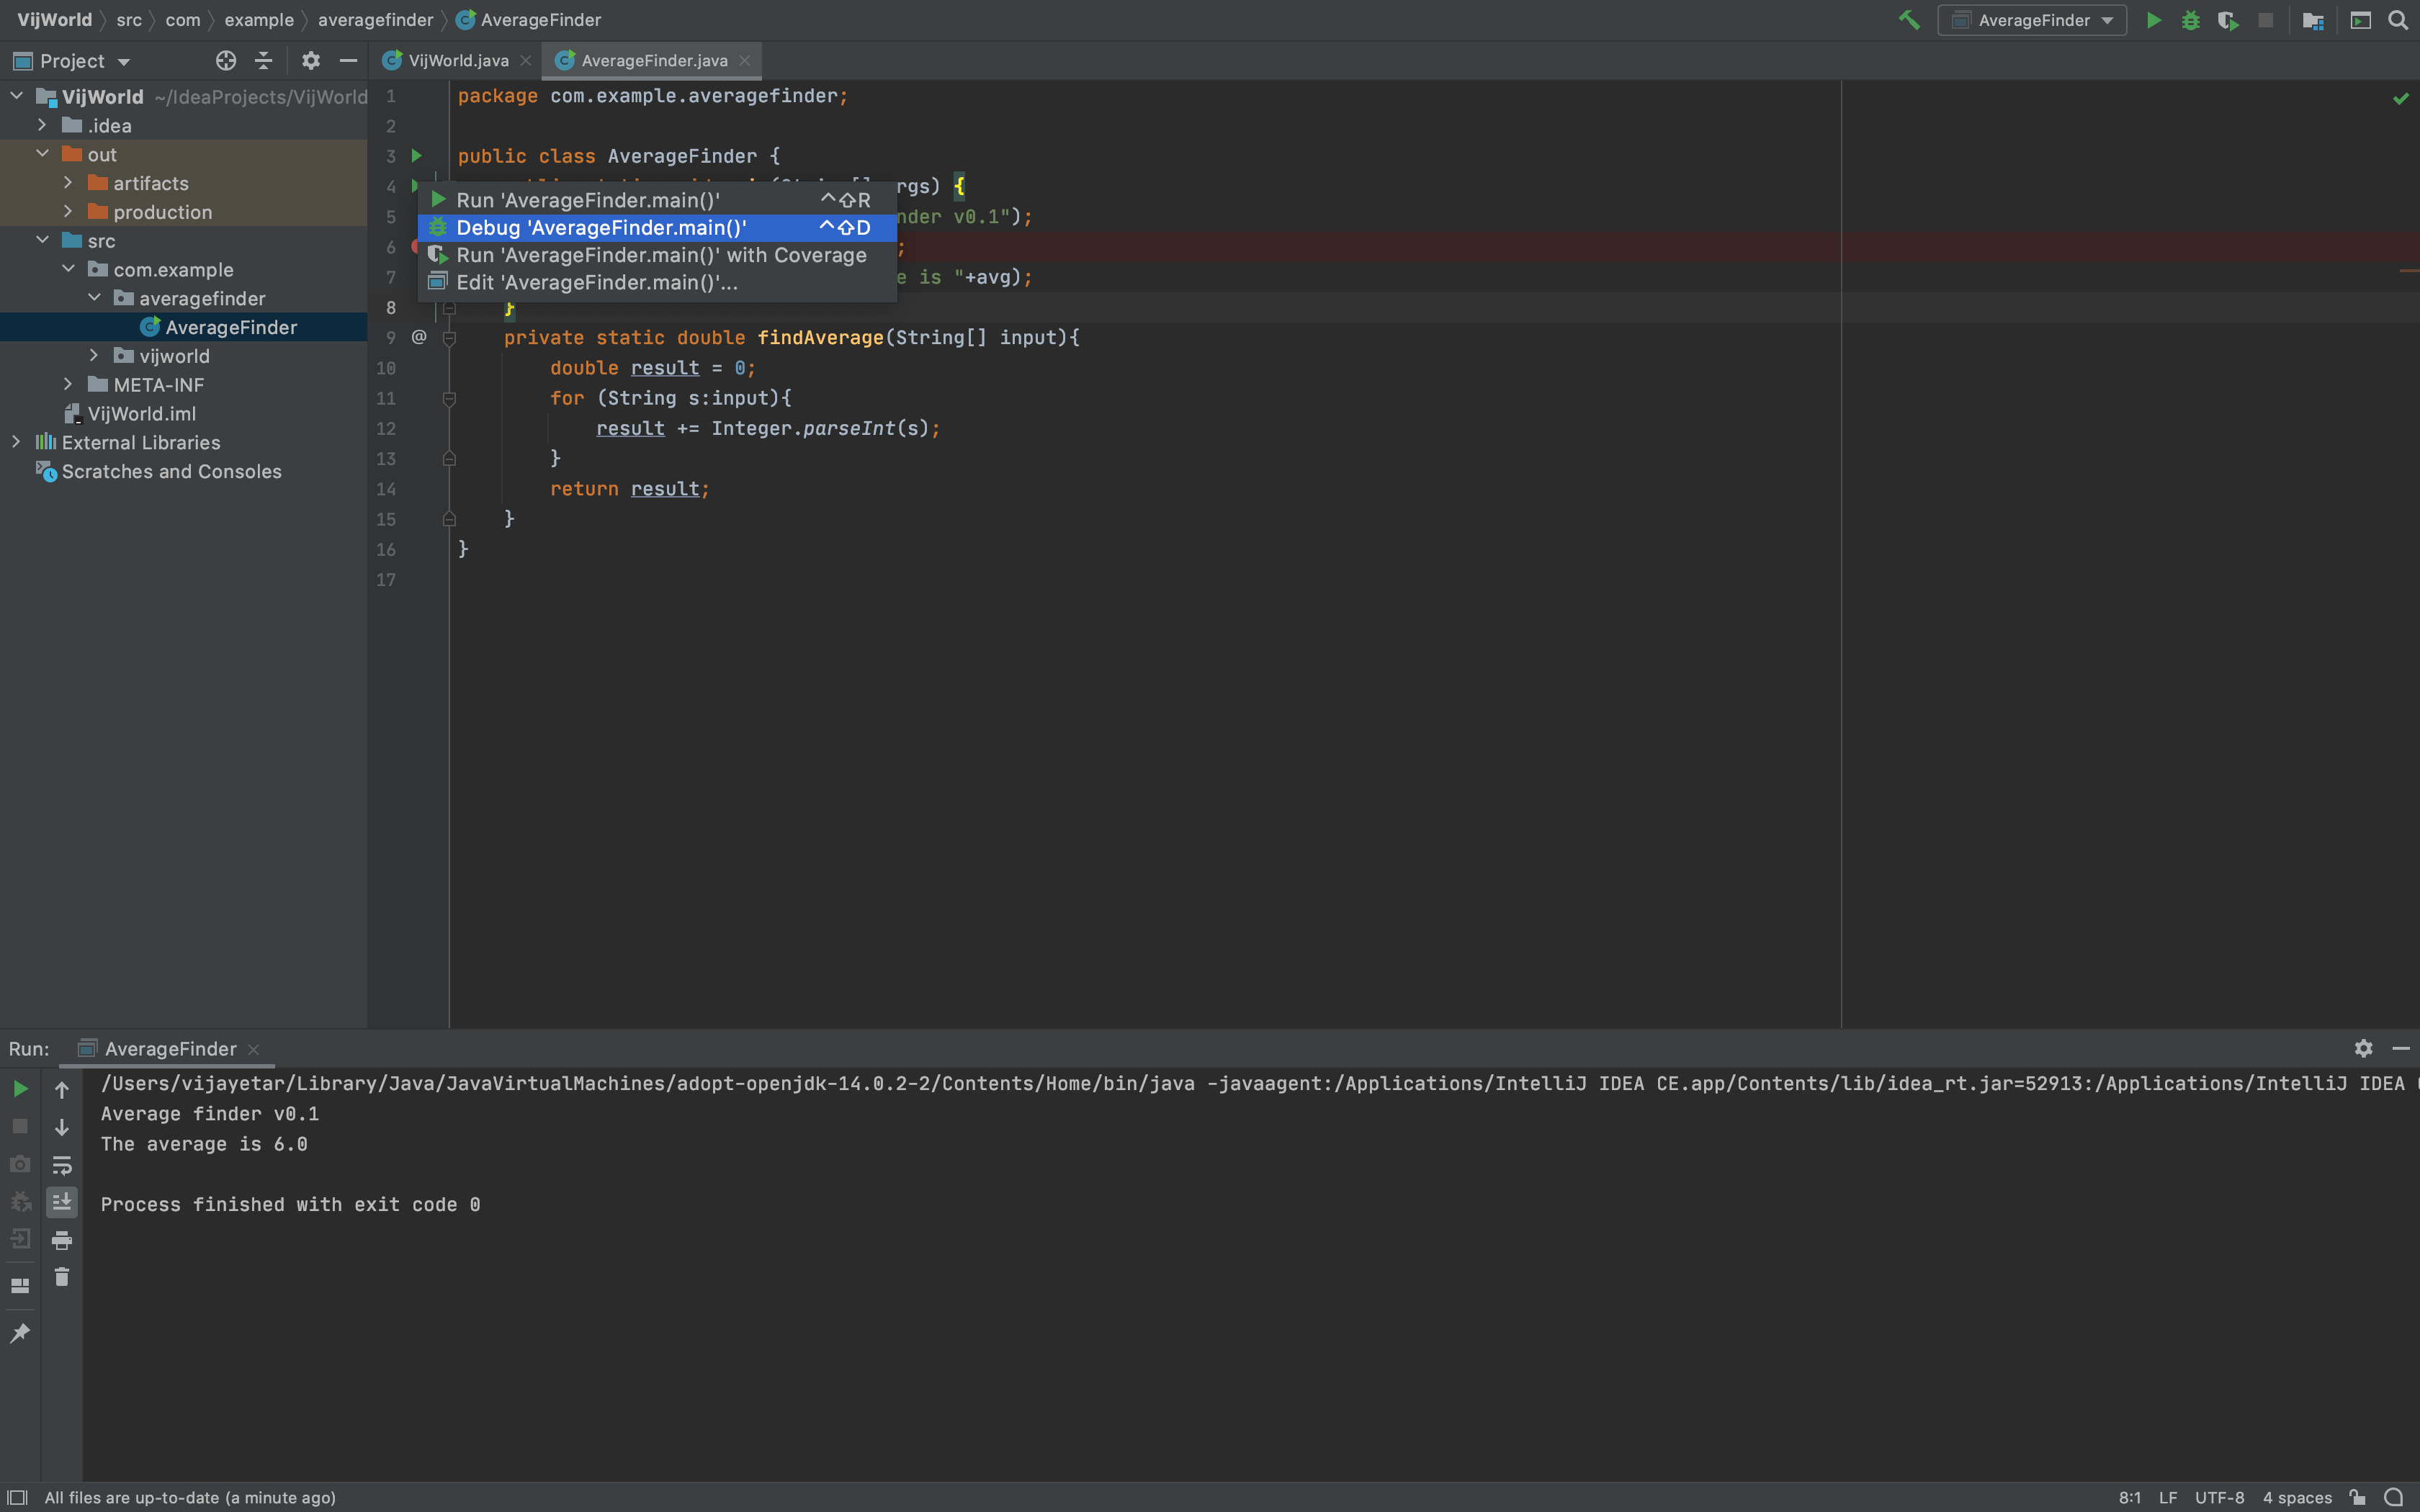 VijWorld src com example averagefinder AverageFinder
AverageFinder
Project
VijWorld.java
AverageFinder.java
VijWorld ~/IdeaProjects/VijWorld
.idea
out
artifacts
production
src
com.example
averagefinder
AverageFinder
vijworld
META-INF
VijWorld.iml
External Libraries
Scratches and Consoles
1 package com.example.averagefinder;
2
3 public class AverageFinder {
4 rgs) {
5 nder v0.1");
6 ;
7 e is "+avg);
8 }
9 @ private static double findAverage(String[] input){
10 double result = 0;
11 for (String s:input){
12 result += Integer.parseInt(s);
13 }
14 return result;
15 }
16 }
17
Run 'AverageFinder.main()' ^⇧R
Debug 'AverageFinder.main()' ^⇧D
Run 'AverageFinder.main()' with Coverage
Edit 'AverageFinder.main()'...
Run: AverageFinder
/Users/vijayetar/Library/Java/JavaVirtualMachines/adopt-openjdk-14.0.2-2/Contents/Home/bin/java -javaagent:/Applications/IntelliJ IDEA CE.app/Contents/lib/idea_rt.jar=52913:/Applications/IntelliJ IDEA
Average finder v0.1
The average is 6.0
Process finished with exit code 0
All files are up-to-date (a minute ago)
8:1 LF UTF-8 4 spaces